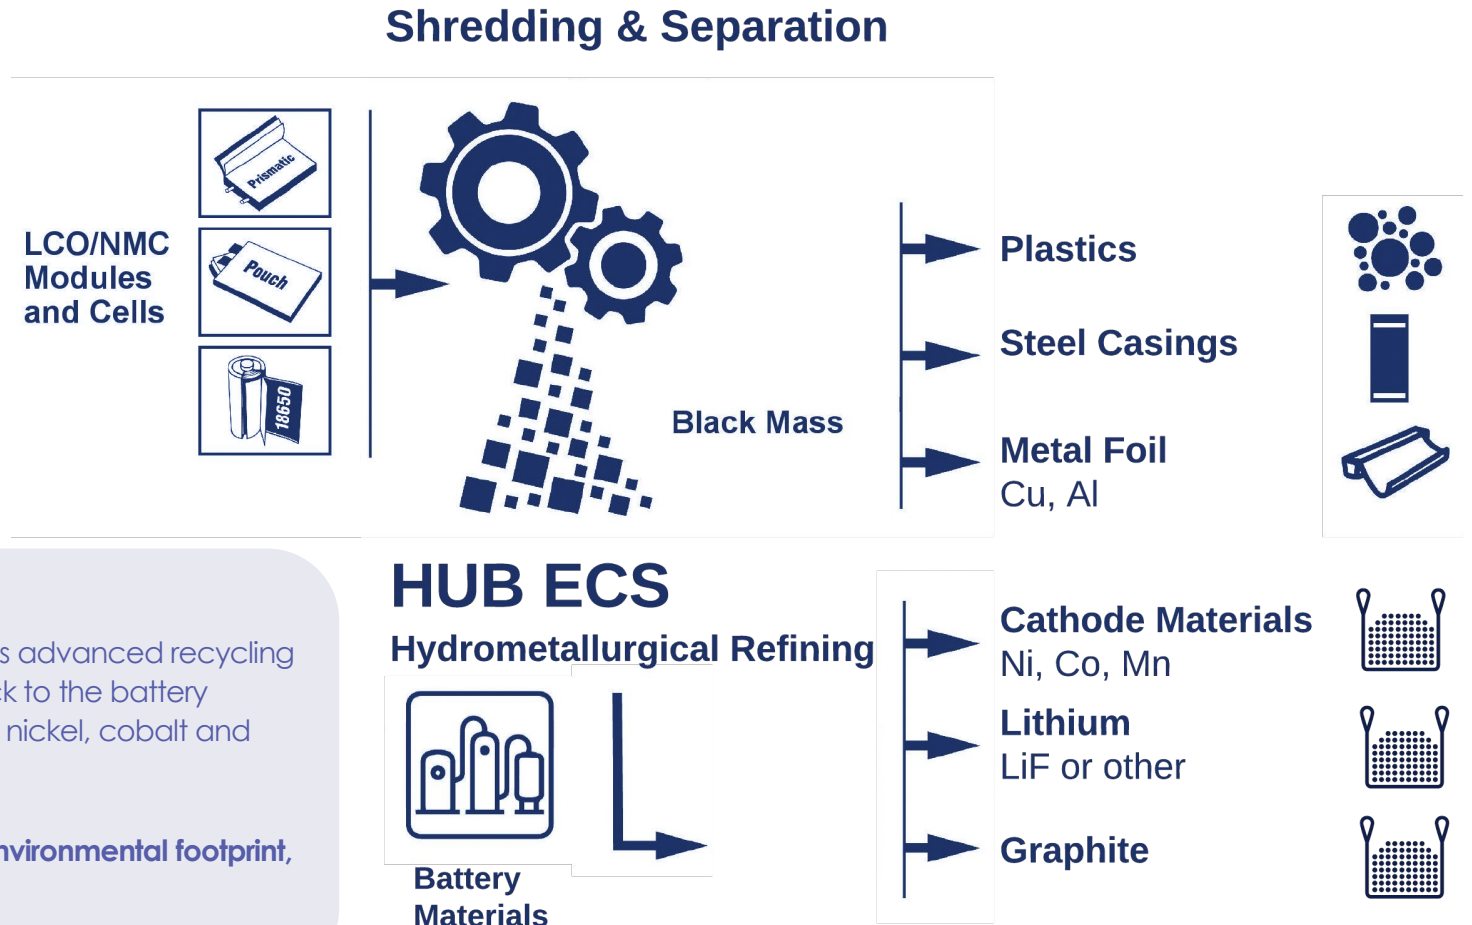 Shredding & Separation
LCO/NMC
Modules
and Cells
Prismatic
Pouch
18650
Black Mass
Plastics
Steel Casings
Metal Foil
Cu, Al
s advanced recycling
k to the battery
nickel, cobalt and
nvironmental footprint,
HUB ECS
Hydrometallurgical Refining
Battery
Materials
Cathode Materials
Ni, Co, Mn
Lithium
LiF or other
Graphite